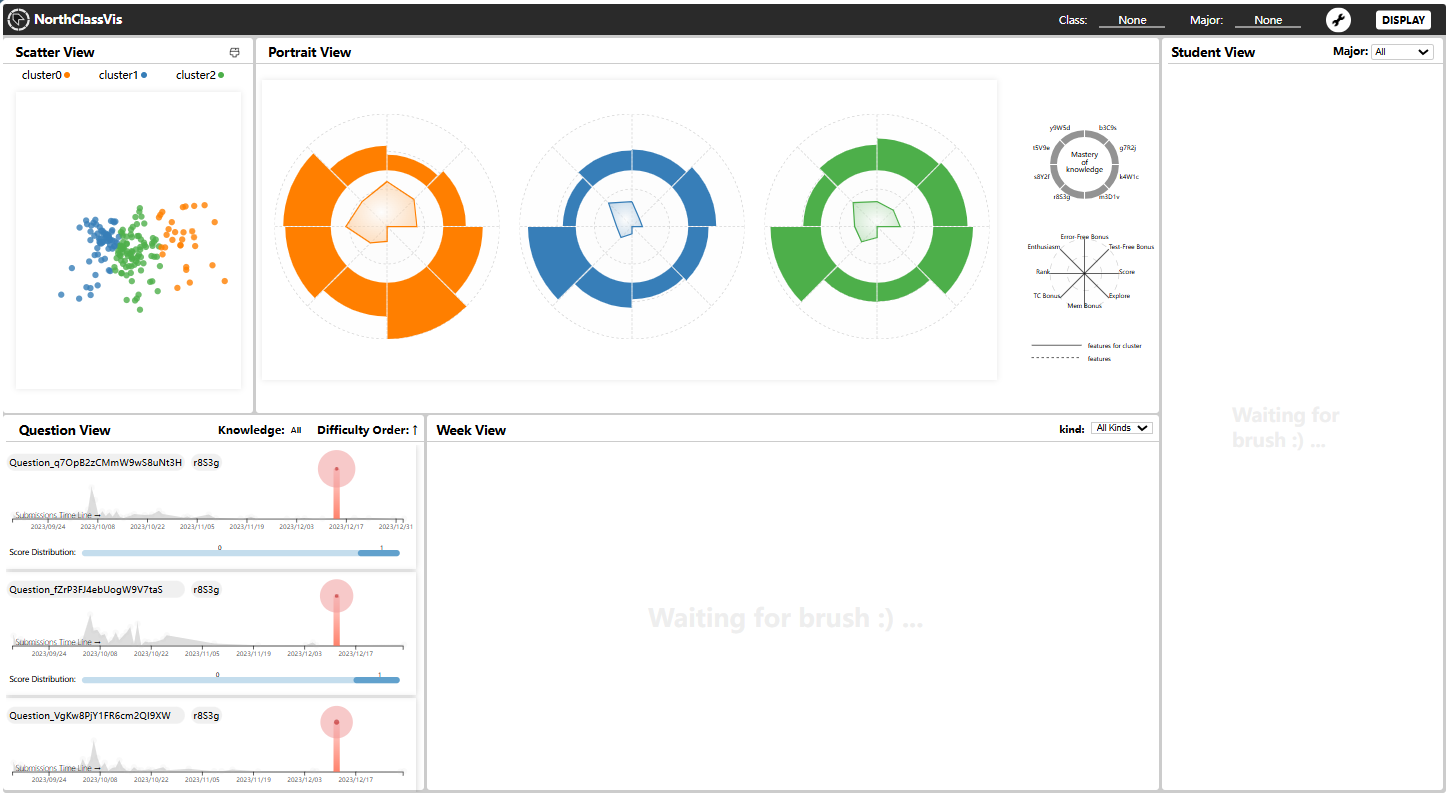 NorthClassVis
Class: None Major: None DISPLAY
Scatter View
cluster0 cluster1 cluster2
Portrait View
y9W5d b3C9s
t5V9e g7R2j
Mastery
of
knowledge
s8Y2f k4W1c
r8S3g m3D1v
Error-Free Bonus
Enthusiasm Test-Free Bonus
Rank Score
TC Bonus Explore
Mem Bonus
features for cluster
features
Student View Major: All
Waiting for
brush :) ...
Question View Knowledge: All Difficulty Order: ↑
Question_q7OpB2zCMmW9wS8uNt3H r8S3g
Submissions Time Line →
2023/09/24 2023/10/08 2023/10/22 2023/11/05 2023/11/19 2023/12/03 2023/12/17 2023/12/31
0 1
Score Distribution:
Question_fZrP3FJ4ebUogW9V7taS r8S3g
Submissions Time Line →
2023/09/24 2023/10/08 2023/10/22 2023/11/05 2023/11/19 2023/12/03 2023/12/17
0 1
Score Distribution:
Question_VgKw8PjY1FR6cm2QI9XW r8S3g
Submissions Time Line →
2023/09/24 2023/10/08 2023/10/22 2023/11/05 2023/11/19 2023/12/03 2023/12/17
Week View kind: All Kinds
Waiting for brush :) ...